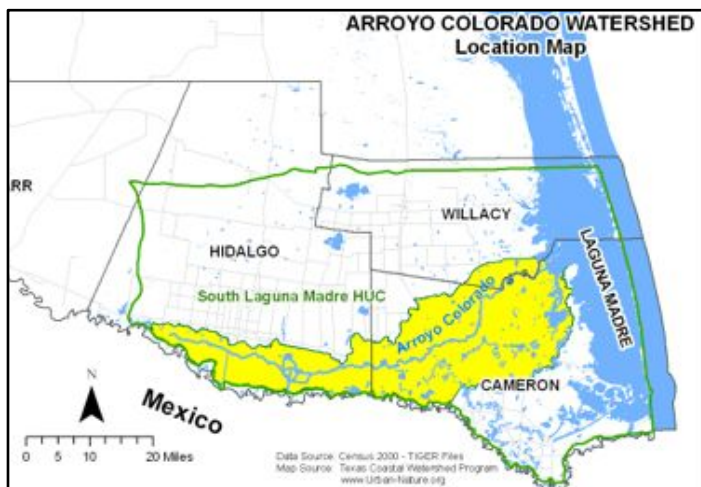 ARROYO COLORADO WATERSHED
Location Map
RR
WILLACY
HIDALGO
LAGUNA MADRE
South Laguna Madre HUC
Arroyo Colorado
CAMERON
N
Mexico
0 5 10 20 Miles
Data Source: Census 2000 - TIGER Files
Map Source: Texas Coastal Watershed Program
www.Urban-Nature.org